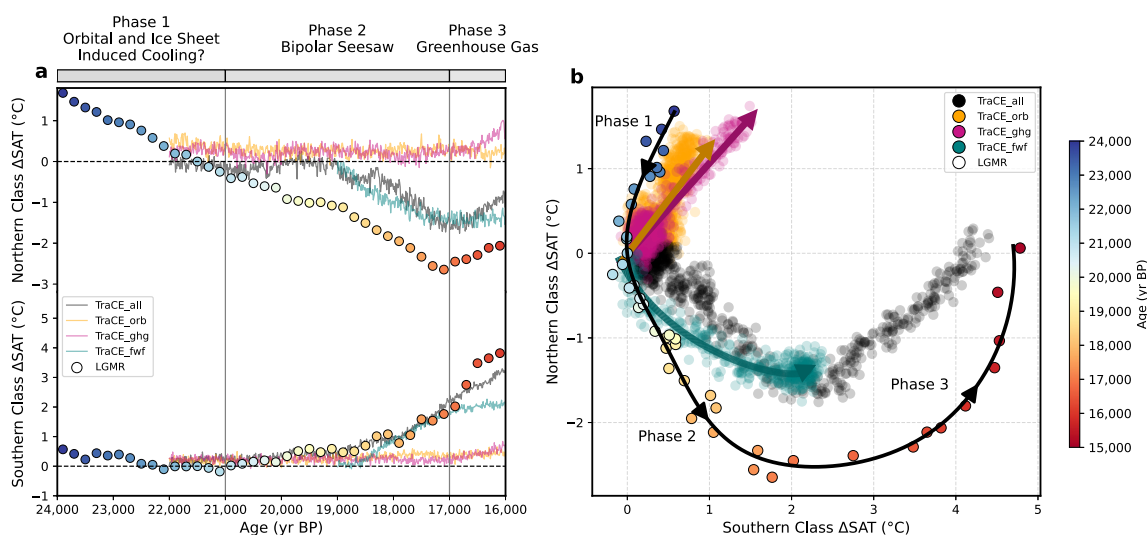 Phase 1
Orbital and Ice Sheet
Induced Cooling?
Phase 2
Bipolar Seesaw
Phase 3
Greenhouse Gas
a
Northern Class ΔSAT (°C)
1
0
−1
−2
−3
Southern Class ΔSAT (°C)
5
4
3
2
1
0
−1
TraCE_all
TraCE_orb
TraCE_ghg
TraCE_fwf
LGMR
24,000
23,000
22,000
21,000
20,000
19,000
18,000
17,000
16,000
Age (yr BP)
b
Northern Class ΔSAT (°C)
1
0
−1
−2
Phase 1
Phase 2
Phase 3
TraCE_all
TraCE_orb
TraCE_ghg
TraCE_fwf
LGMR
0
1
2
3
4
5
Southern Class ΔSAT (°C)
24,000
23,000
22,000
21,000
20,000
19,000
18,000
17,000
16,000
15,000
Age (yr BP)